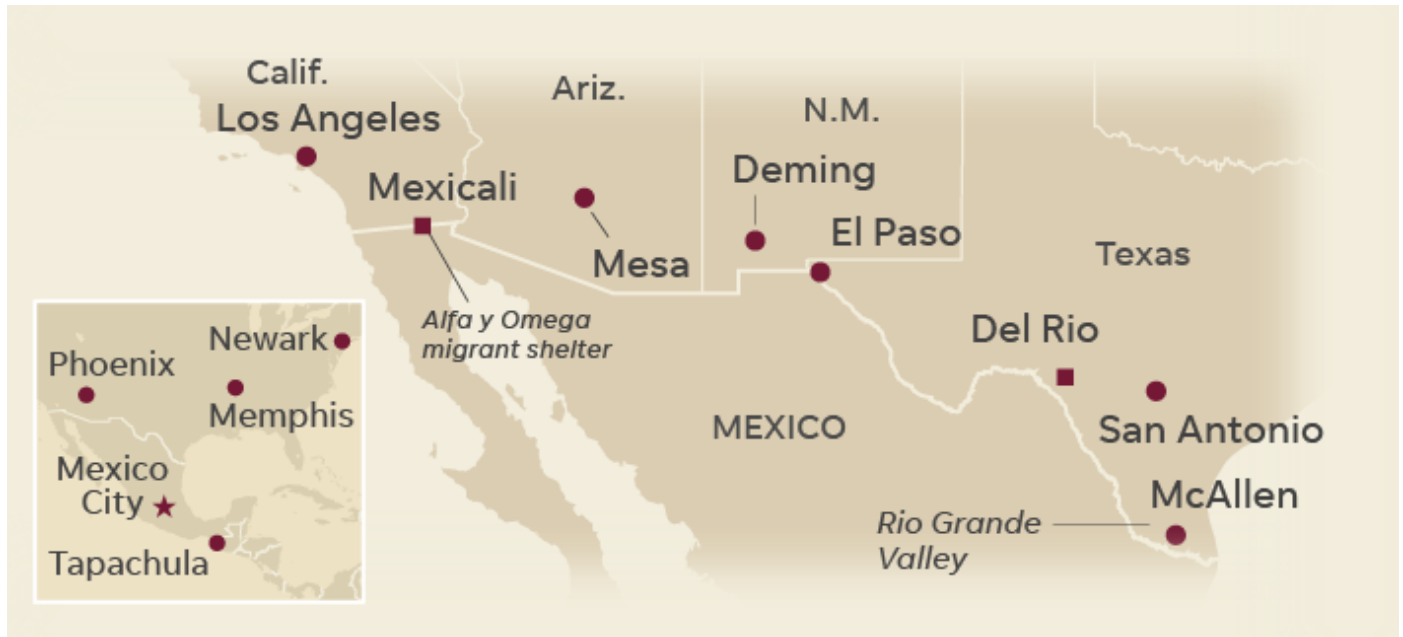 Calif.
Los Angeles
Ariz.
N.M.
Mexicali
Deming
Mesa
El Paso
Texas
Alfa y Omega
migrant shelter
Del Rio
MEXICO
San Antonio
McAllen
Rio Grande
Valley
Newark
Phoenix
Memphis
Mexico
City
Tapachula